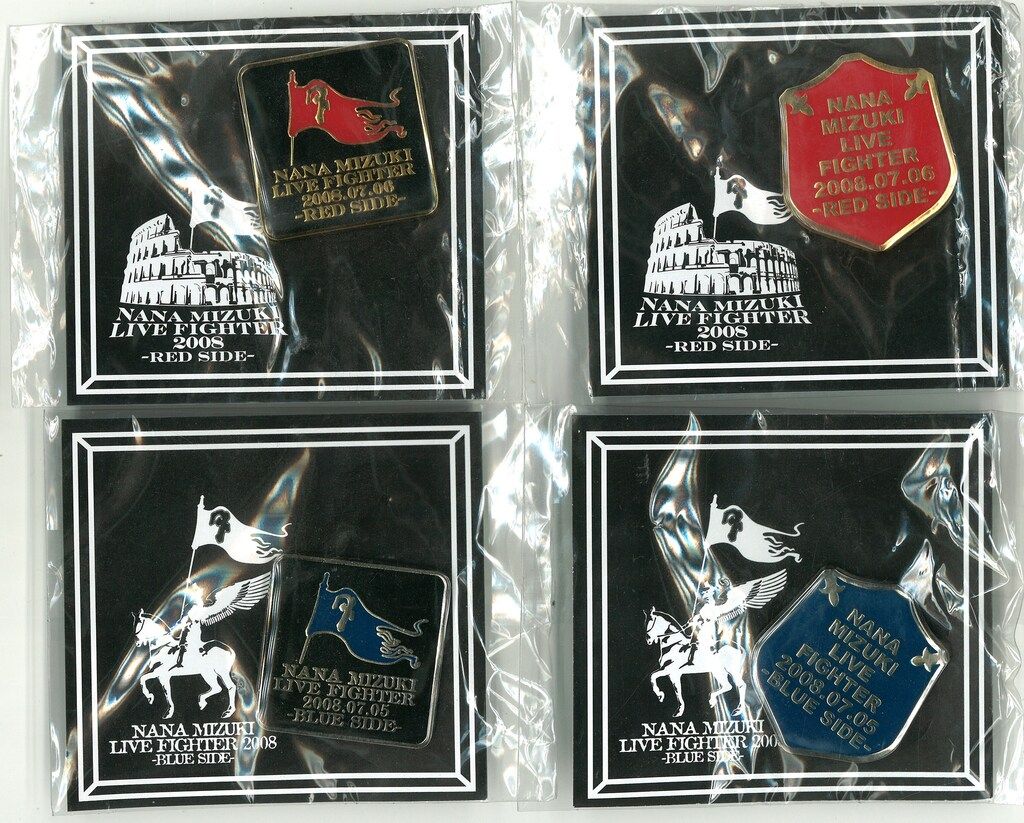 NANA MIZUKI
LIVE FIGHTER
2008.07.06
-RED SIDE-
NANA MIZUKI
LIVE FIGHTER
2008
-RED SIDE-
NANA
MIZUKI
LIVE
FIGHTER
2008.07.06
-RED SIDE-
NANA MIZUKI
LIVE FIGHTER
2008
-RED SIDE-
NANA MIZUKI
LIVE FIGHTER
2008.07.05
-BLUE SIDE-
NANA MIZUKI
LIVE FIGHTER 2008
-BLUE SIDE-
NANA
MIZUKI
LIVE
FIGHTER
2008.07.05
-BLUE SIDE-
NANA MIZUKI
LIVE FIGHTER 200
-BLUE SIDE-